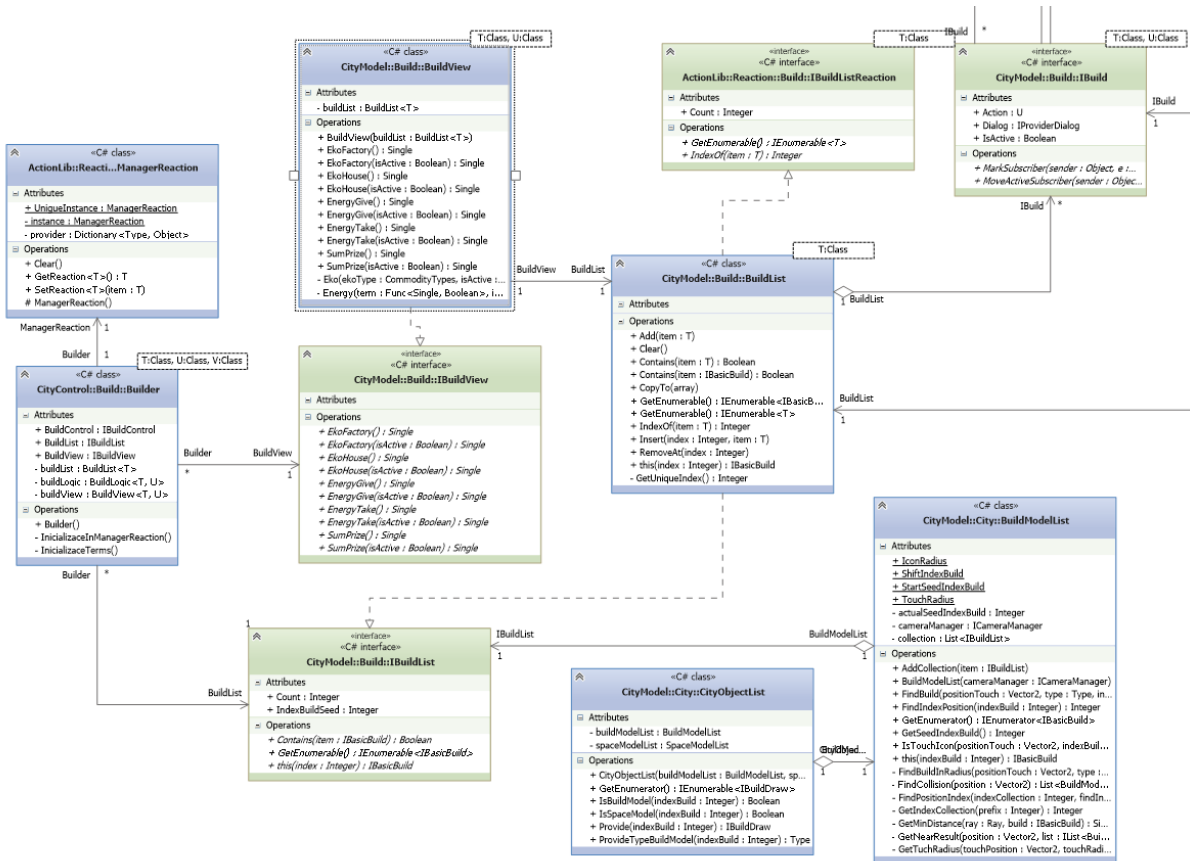 T:Class, U:Class
«C# class»
CityModel::Build::BuildView
Attributes
- buildList : BuildList<T>
Operations
+ BuildView(buildList : BuildList<T>)
+ EkoFactory() : Single
+ EkoFactory(isActive : Boolean) : Single
+ EkoHouse() : Single
+ EkoHouse(isActive : Boolean) : Single
+ EnergyGive() : Single
+ EnergyGive(isActive : Boolean) : Single
+ EnergyTake() : Single
+ EnergyTake(isActive : Boolean) : Single
+ SumPrize() : Single
+ SumPrize(isActive : Boolean) : Single
- Eko(ekoType : CommodityTypes, isActive :...
- Energy(term : Func<Single, Boolean>, i...
T:Class
«interface»
«C# interface»
ActionLib::Reaction::Build::IBuildListReaction
Attributes
+ Count : Integer
Operations
+ GetEnumerable() : IEnumerable<T>
+ IndexOf(item : T) : Integer
IBuild
*
T:Class, U:Class
«interface»
«C# interface»
CityModel::Build::IBuild
Attributes
+ Action : U
+ Dialog : IProviderDialog
+ IsActive : Boolean
Operations
+ MarkSubscriber(sender : Object, e :...
+ MoveActiveSubscriber(sender : Objec...
IBuild
1
IBuild
*
«C# class»
ActionLib::Reacti...ManagerReaction
Attributes
+ UniqueInstance : ManagerReaction
- instance : ManagerReaction
- provider : Dictionary<Type, Object>
Operations
+ Clear()
+ GetReaction<T>() : T
+ SetReaction<T>(item : T)
# ManagerReaction()
ManagerReaction
1
Builder
1
T:Class, U:Class, V:Class
«C# class»
CityControl::Build::Builder
Attributes
+ BuildControl : IBuildControl
+ BuildList : IBuildList
+ BuildView : IBuildView
- buildList : BuildList<T>
- buildLogic : BuildLogic<T, U>
- buildView : BuildView<T, U>
Operations
+ Builder()
- InicializaceInManagerReaction()
- InicializaceTerms()
Builder
*
BuildView
1
Builder
*
BuildList
1
BuildView
1
BuildList
1
«interface»
«C# interface»
CityModel::Build::IBuildView
Attributes
Operations
+ EkoFactory() : Single
+ EkoFactory(isActive : Boolean) : Single
+ EkoHouse() : Single
+ EkoHouse(isActive : Boolean) : Single
+ EnergyGive() : Single
+ EnergyGive(isActive : Boolean) : Single
+ EnergyTake() : Single
+ EnergyTake(isActive : Boolean) : Single
+ SumPrize() : Single
+ SumPrize(isActive : Boolean) : Single
T:Class
«C# class»
CityModel::Build::BuildList
Attributes
Operations
+ Add(item : T)
+ Clear()
+ Contains(item : T) : Boolean
+ Contains(item : IBasicBuild) : Boolean
+ CopyTo(array)
+ GetEnumerable() : IEnumerable<IBasicB...
+ GetEnumerable() : IEnumerable<T>
+ IndexOf(item : T) : Integer
+ Insert(index : Integer, item : T)
+ RemoveAt(index : Integer)
+ this(index : Integer) : IBasicBuild
- GetUniqueIndex() : Integer
1
BuildList
BuildList
1
1
«interface»
«C# interface»
CityModel::Build::IBuildList
Attributes
+ Count : Integer
+ IndexBuildSeed : Integer
Operations
+ Contains(item : IBasicBuild) : Boolean
+ GetEnumerable() : IEnumerable<IBasicBuild>
+ this(index : Integer) : IBasicBuild
IBuildList
1
BuildModelList
1
«C# class»
CityModel::City::CityObjectList
Attributes
- buildModelList : BuildModelList
- spaceModelList : SpaceModelList
Operations
+ CityObjectList(buildModelList : BuildModelList, sp...
+ GetEnumerator() : IEnumerable<IBuildDraw>
+ IsBuildModel(indexBuild : Integer) : Boolean
+ IsSpaceModel(indexBuild : Integer) : Boolean
+ Provide(indexBuild : Integer) : IBuildDraw
+ ProvideTypeBuildModel(indexBuild : Integer) : Type
1
1
«C# class»
CityModel::City::BuildModelList
Attributes
+ IconRadius
+ ShiftIndexBuild
+ StartSeedIndexBuild
+ TouchRadius
- actualSeedIndexBuild : Integer
- cameraManager : ICameraManager
- collection : List<IBuildList>
Operations
+ AddCollection(item : IBuildList)
+ BuildModelList(cameraManager : ICameraManager)
+ FindBuild(positionTouch : Vector2, type : Type, in...
+ FindIndexPosition(indexBuild : Integer) : Integer
+ GetEnumerator() : IEnumerator<IBasicBuild>
+ GetSeedIndexBuild() : Integer
+ IsTouchIcon(positionTouch : Vector2, indexBuil...
+ this(indexBuild : Integer) : IBasicBuild
- FindBuildInRadius(positionTouch : Vector2, type :...
- FindCollision(position : Vector2) : List<BuildMod...
- FindPositionIndex(indexCollection : Integer, findIn...
- GetIndexCollection(prefix : Integer) : Integer
- GetMinDistance(ray : Ray, build : IBasicBuild) : Si...
- GetNearResult(position : Vector2, list : IList<Bui...
- GetTuchRadius(touchPosition : Vector2, touchRadi...